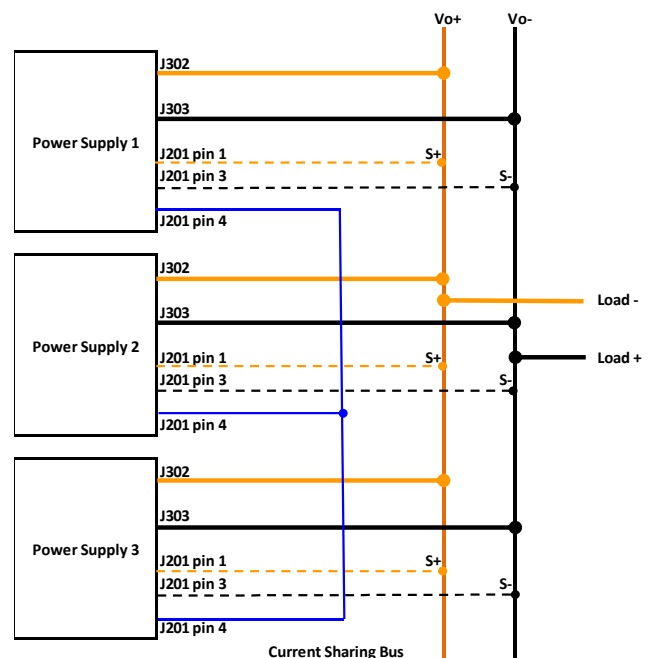 Vo+ Vo-
J302
J303
Power Supply 1
J201 pin 1 S+
J201 pin 3 S-
J201 pin 4
J302
Load -
J303
Power Supply 2
Load +
J201 pin 1 S+
J201 pin 3 S-
J201 pin 4
J302
J303
Power Supply 3
J201 pin 1 S+
J201 pin 3 S-
J201 pin 4
Current Sharing Bus